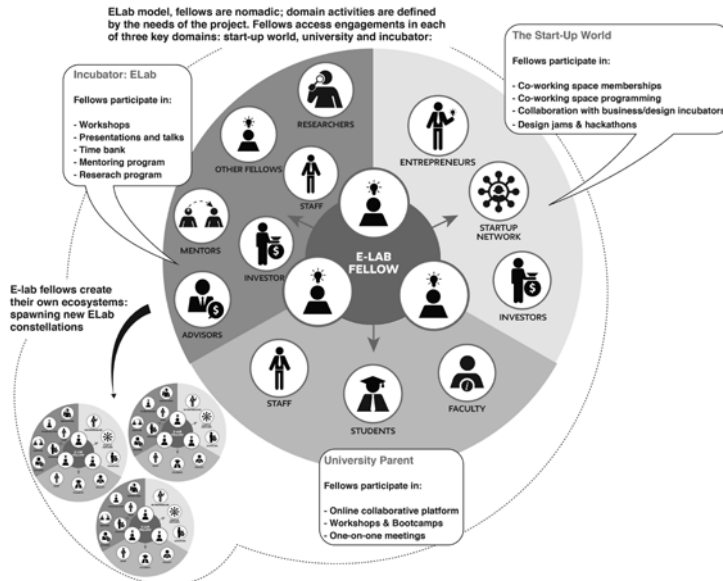 ELab model, fellows are nomadic; domain activities are defined
by the needs of the project. Fellows access engagements in each
of three key domains: start-up world, university and incubator:
Incubator: ELab
Fellows participate in:
- Workshops
- Presentations and talks
- Time bank
- Mentoring program
- Reserach program
The Start-Up World
Fellows participate in:
- Co-working space memberships
- Co-working space programming
- Collaboration with business/design incubators
- Design jams & hackathons
RESEARCHERS
OTHER FELLOWS
STAFF
MENTORS
INVESTOR
ADVISORS
ENTREPRENEURS
STARTUP
NETWORK
INVESTORS
E-LAB
FELLOW
STAFF
STUDENTS
FACULTY
E-lab fellows create
their own ecosystems:
spawning new ELab
constellations
University Parent
Fellows participate in:
- Online collaborative platform
- Workshops & Bootcamps
- One-on-one meetings